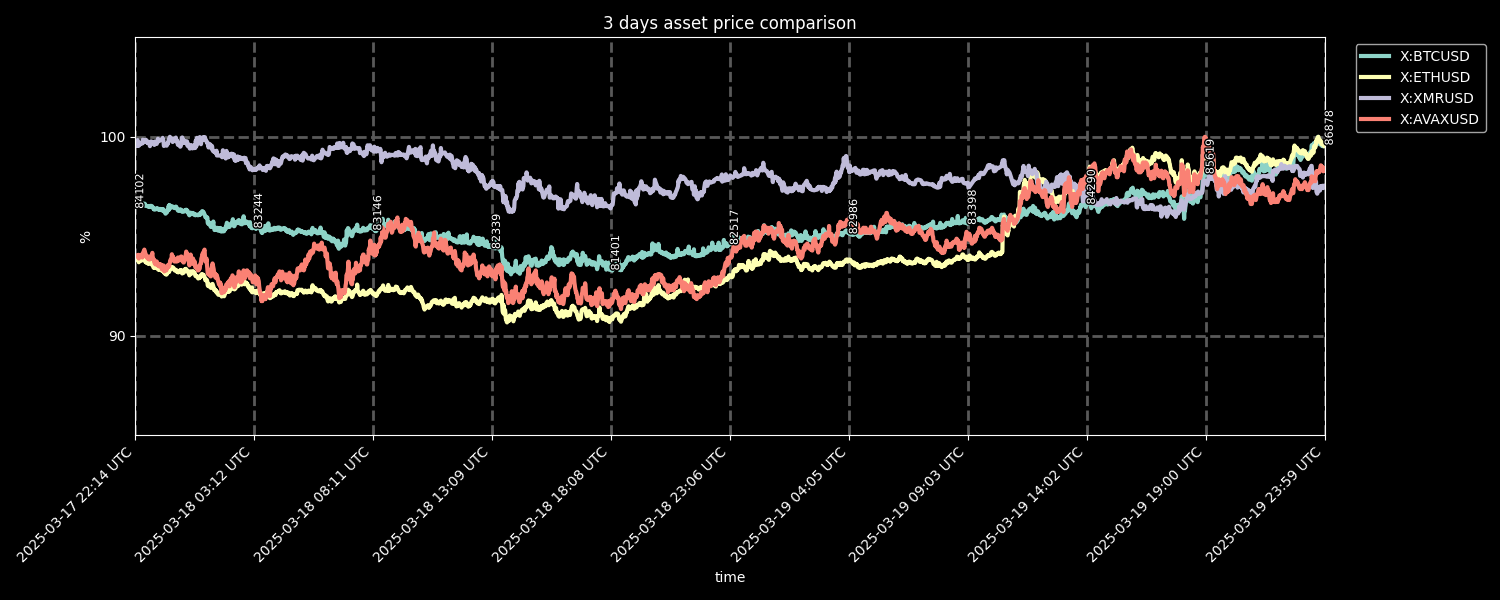 3 days asset price comparison
X:BTCUSD
X:ETHUSD
X:XMRUSD
X:AVAXUSD
100
90
%
84102
83244
83146
82339
81401
82517
82986
83398
84290
85619
86878
2025-03-17 22:14 UTC
2025-03-18 03:12 UTC
2025-03-18 08:11 UTC
2025-03-18 13:09 UTC
2025-03-18 18:08 UTC
2025-03-18 23:06 UTC
2025-03-19 04:05 UTC
2025-03-19 09:03 UTC
2025-03-19 14:02 UTC
2025-03-19 19:00 UTC
2025-03-19 23:59 UTC
time